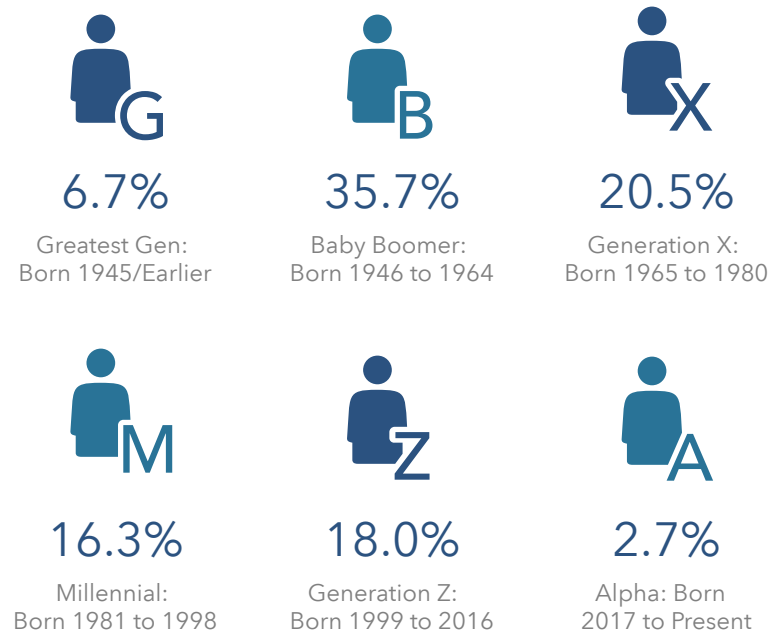 G
B
X
6.7%
35.7%
20.5%
Greatest Gen:
Born 1945/Earlier
Baby Boomer:
Born 1946 to 1964
Generation X:
Born 1965 to 1980
M
Z
A
16.3%
18.0%
2.7%
Millennial:
Born 1981 to 1998
Generation Z:
Born 1999 to 2016
Alpha: Born
2017 to Present